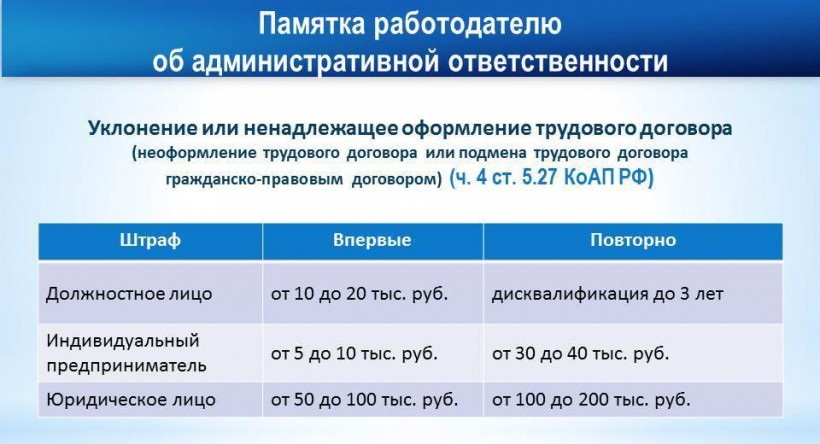 Памятка работодателю
об административной ответственности
Уклонение или ненадлежащее оформление трудового договора
(неоформление трудового договора или подмена трудового договора
гражданско-правовым договором) (ч. 4 ст. 5.27 КоАП РФ)
Штраф Впервые Повторно
Должностное лицо от 10 до 20 тыс. руб. дисквалификация до 3 лет
Индивидуальный
предприниматель от 5 до 10 тыс. руб. от 30 до 40 тыс. руб.
Юридическое лицо от 50 до 100 тыс. руб. от 100 до 200 тыс. руб.